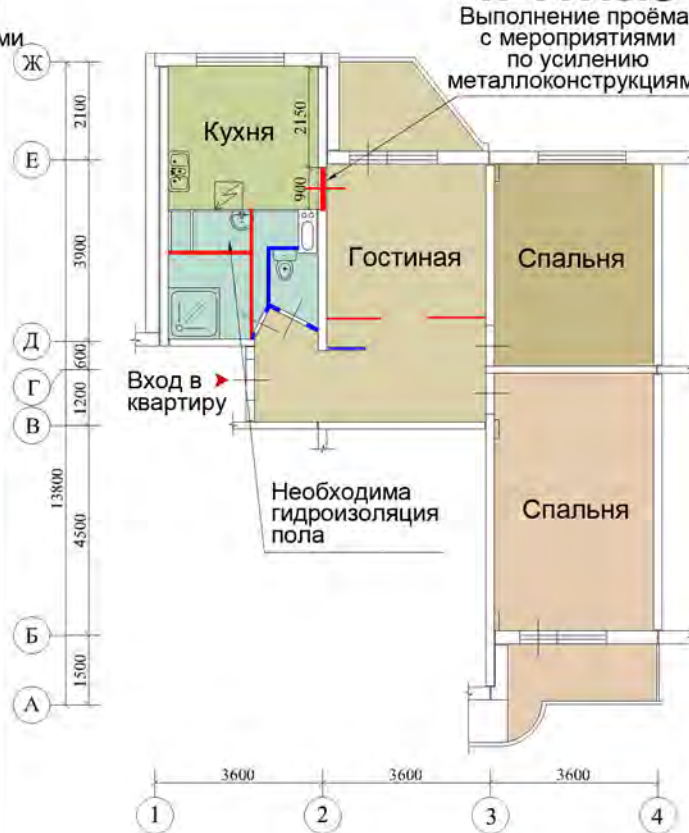 Выполнение проёма
с мероприятиями
по усилению
металлоконструкциям
ми
Ж
Е
Д
Г
В
Б
А
2100
3900
600
1200
4500
1500
13800
Кухня
2150
900
Гостиная
Спальня
Вход в
квартиру
Необходима
гидроизоляция
пола
Спальня
3600
3600
3600
1
2
3
4